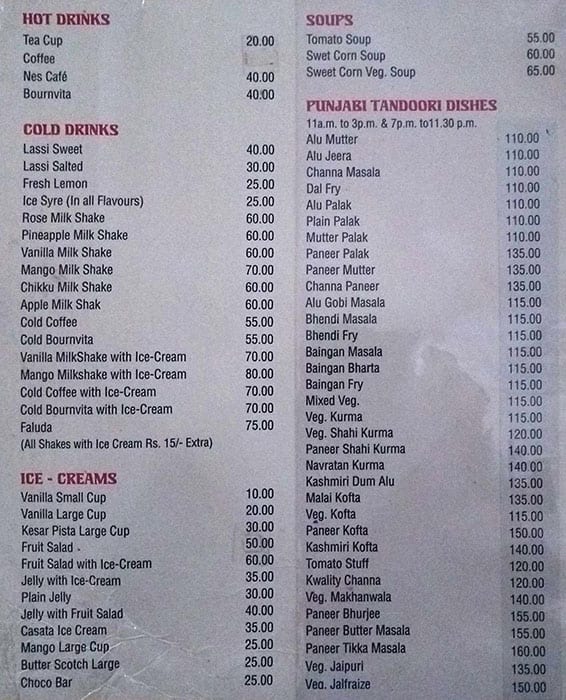 HOT DRINKS
Tea Cup 20.00
Coffee
Nes Café 40.00
Bournvita 40.00
COLD DRINKS
Lassi Sweet 40.00
Lassi Salted 30.00
Fresh Lemon 25.00
Ice Syre (In all Flavours) 25.00
Rose Milk Shake 60.00
Pineapple Milk Shake 60.00
Vanilla Milk Shake 60.00
Mango Milk Shake 70.00
Chikku Milk Shake 60.00
Apple Milk Shak 60.00
Cold Coffee 55.00
Cold Bournvita 55.00
Vanilla MilkShake with Ice-Cream 70.00
Mango Milkshake with Ice-Cream 80.00
Cold Coffee with Ice-Cream 70.00
Cold Bournvita with Ice-Cream 70.00
Faluda 75.00
(All Shakes with Ice Cream Rs. 15/- Extra)
ICE - CREAMS
Vanilla Small Cup 10.00
Vanilla Large Cup 20.00
Kesar Pista Large Cup 30.00
Fruit Salad 50.00
Fruit Salad with Ice-Cream 60.00
Jelly with Ice-Cream 35.00
Plain Jelly 30.00
Jelly with Fruit Salad 40.00
Casata Ice Cream 35.00
Mango Large Cup 25.00
Butter Scotch Large 25.00
Choco Bar 25.00
SOUPS
Tomato Soup 55.00
Swet Corn Soup 60.00
Sweet Corn Veg. Soup 65.00
PUNJABI TANDOORI DISHES
11a.m. to 3p.m. & 7p.m. to11.30 p.m.
Alu Mutter 110.00
Alu Jeera 110.00
Channa Masala 110.00
Dal Fry 110.00
Alu Palak 110.00
Plain Palak 110.00
Mutter Palak 110.00
Paneer Palak 135.00
Paneer Mutter 135.00
Channa Paneer 135.00
Alu Gobi Masala 115.00
Bhendi Masala 115.00
Bhendi Fry 115.00
Baingan Masala 115.00
Baingan Bharta 115.00
Baingan Fry 115.00
Mixed Veg. 115.00
Veg. Kurma 115.00
Veg. Shahi Kurma 120.00
Paneer Shahi Kurma 140.00
Navratan Kurma 140.00
Kashmiri Dum Alu 135.00
Malai Kofta 135.00
Veg. Kofta 115.00
Paneer Kofta 150.00
Kashmiri Kofta 140.00
Tomato Stuff 120.00
Kwality Channa 120.00
Veg. Makhanwala 140.00
Paneer Bhurjee 155.00
Paneer Butter Masala 155.00
Paneer Tikka Masala 160.00
Veg. Jaipuri 135.00
Veg. Jalfraize 150.00